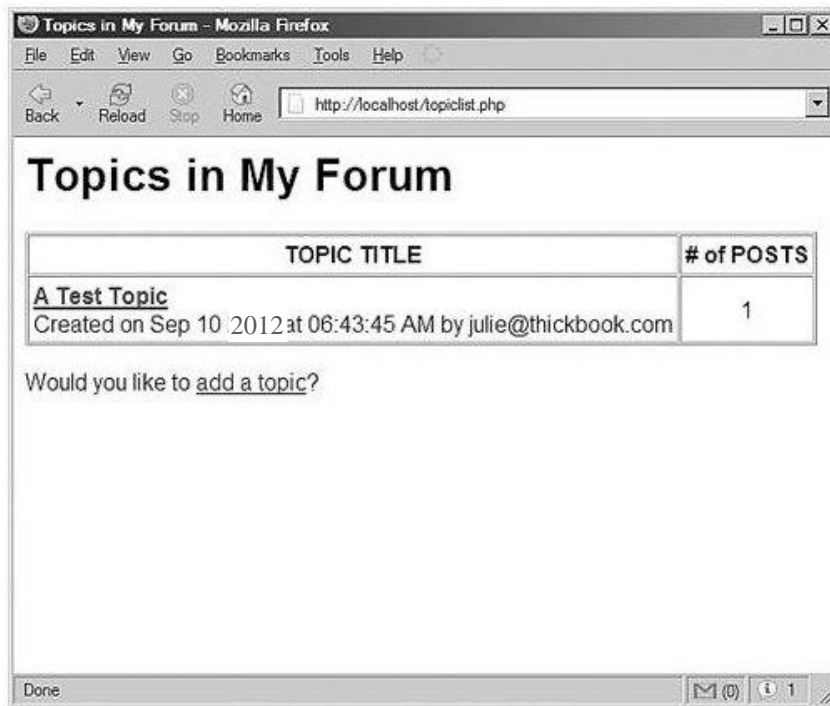 Topics in My Forum - Mozilla Firefox
File Edit View Go Bookmarks Tools Help
Back Reload Stop Home http://localhost/topiclist.php
Topics in My Forum
TOPIC TITLE # of POSTS
A Test Topic 1
Created on Sep 10 2012 at 06:43:45 AM by julie@thickbook.com
Would you like to add a topic?
Done (0) 1